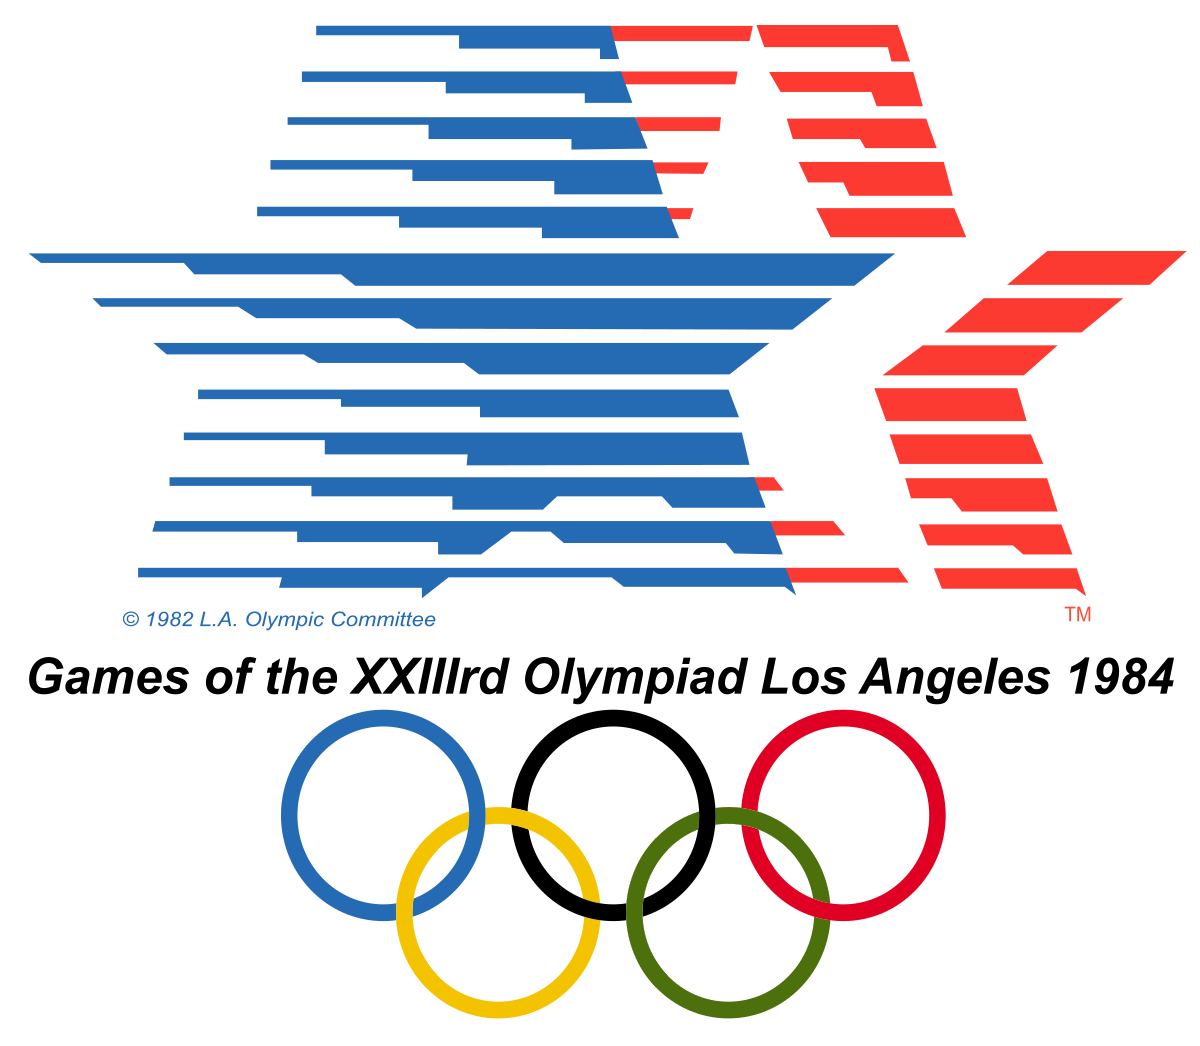 © 1982 L.A. Olympic Committee
TM
Games of the XXIIIrd Olympiad Los Angeles 1984